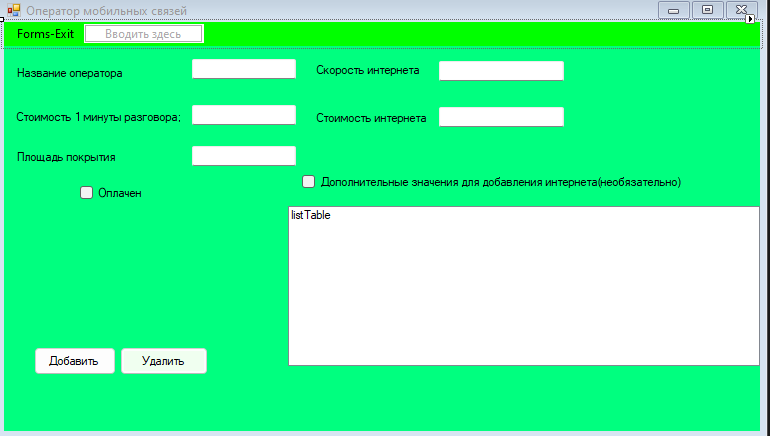 Оператор мобильных связей
Forms-Exit Вводить здесь
Название оператора
Скорость интернета
Стоимость 1 минуты разговора;
Стоимость интернета
Площадь покрытия
Дополнительные значения для добавления интернета(необязательно)
Оплачен
listTable
Добавить Удалить